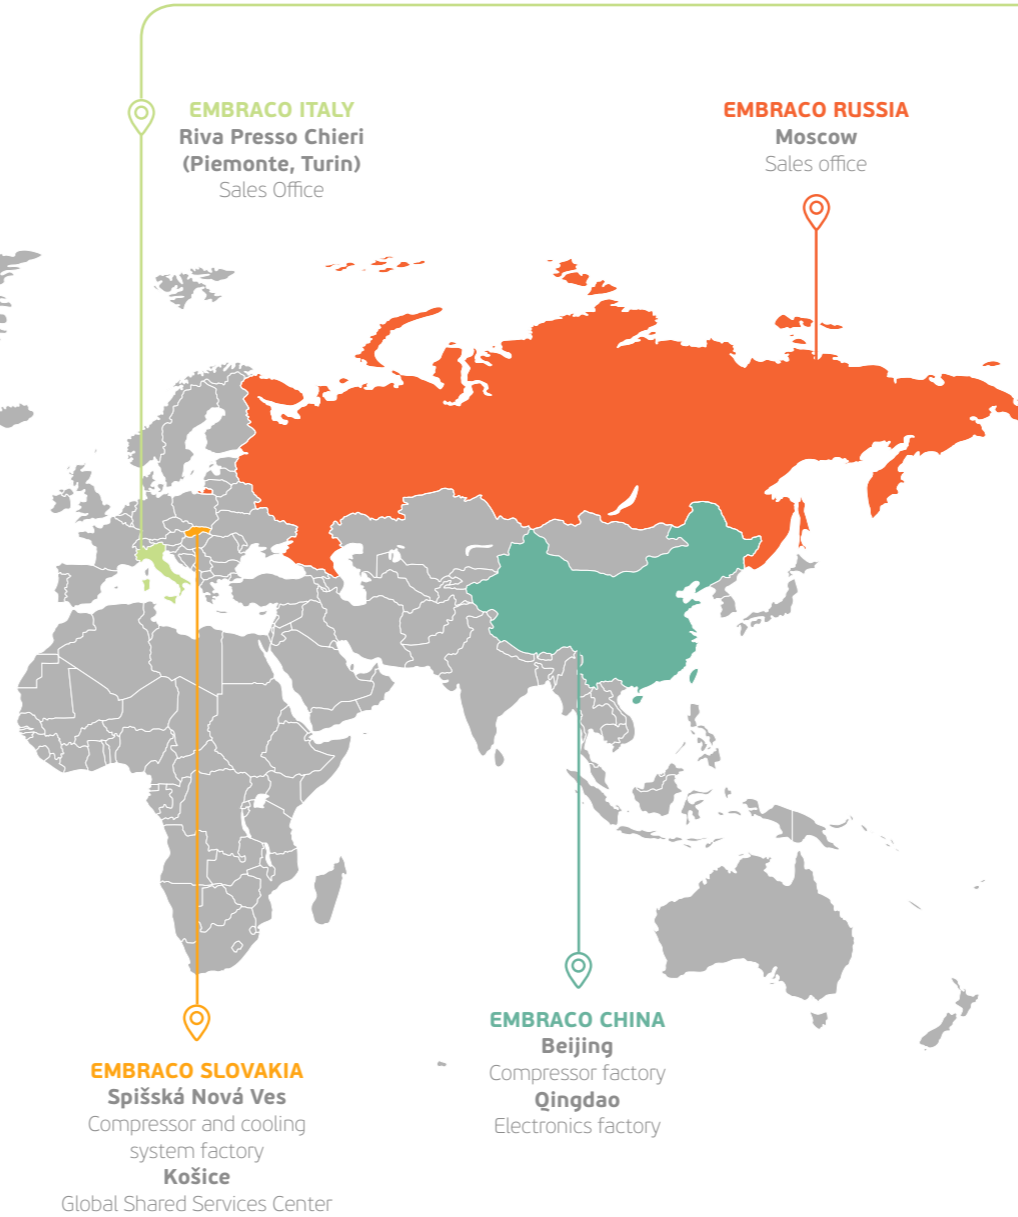 EMBRACO ITALY
Riva Presso Chieri
(Piemonte, Turin)
Sales Office
EMBRACO RUSSIA
Moscow
Sales office
EMBRACO SLOVAKIA
Spišská Nová Ves
Compressor and cooling
system factory
Košice
Global Shared Services Center
EMBRACO CHINA
Beijing
Compressor factory
Qingdao
Electronics factory